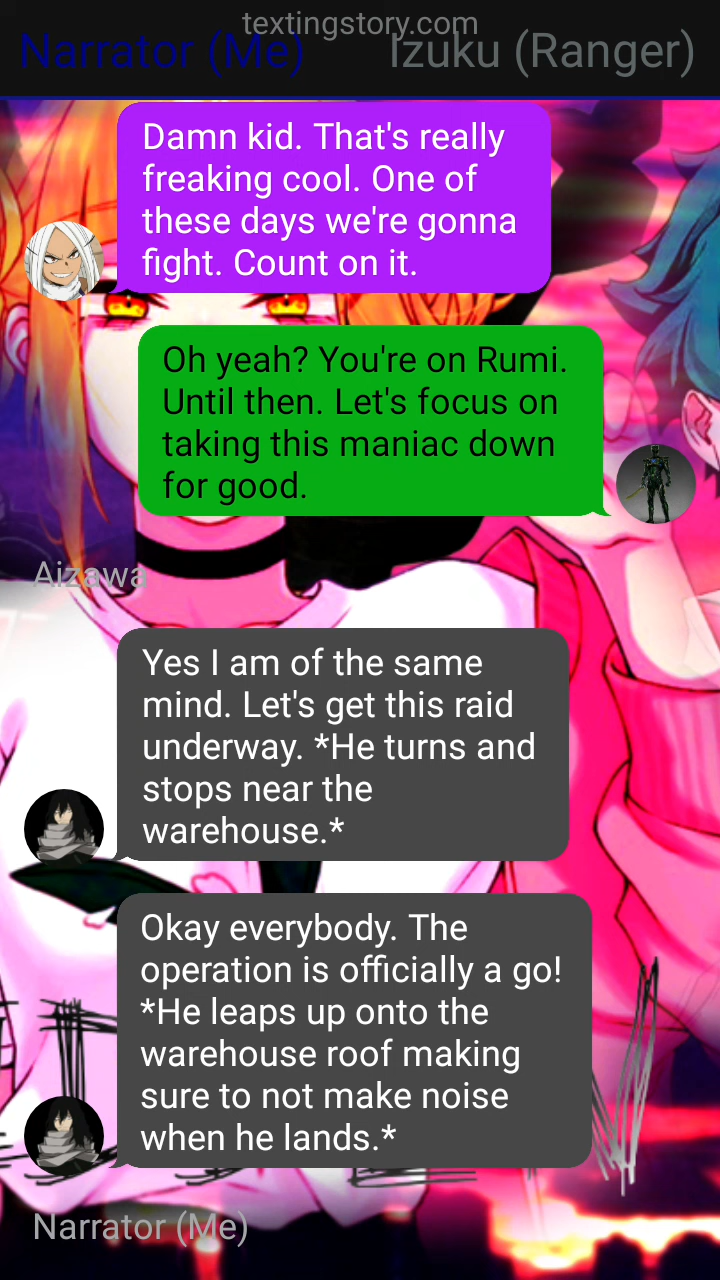 textingstory.com
Narrator (Me) Izuku (Ranger)
Damn kid. That's really
freaking cool. One of
these days we're gonna
fight. Count on it.
Oh yeah? You're on Rumi.
Until then. Let's focus on
taking this maniac down
for good.
Aizawa
Yes I am of the same
mind. Let's get this raid
underway. *He turns and
stops near the
warehouse.*
Okay everybody. The
operation is officially a go!
*He leaps up onto the
warehouse roof making
sure to not make noise
when he lands.*
Narrator (Me)